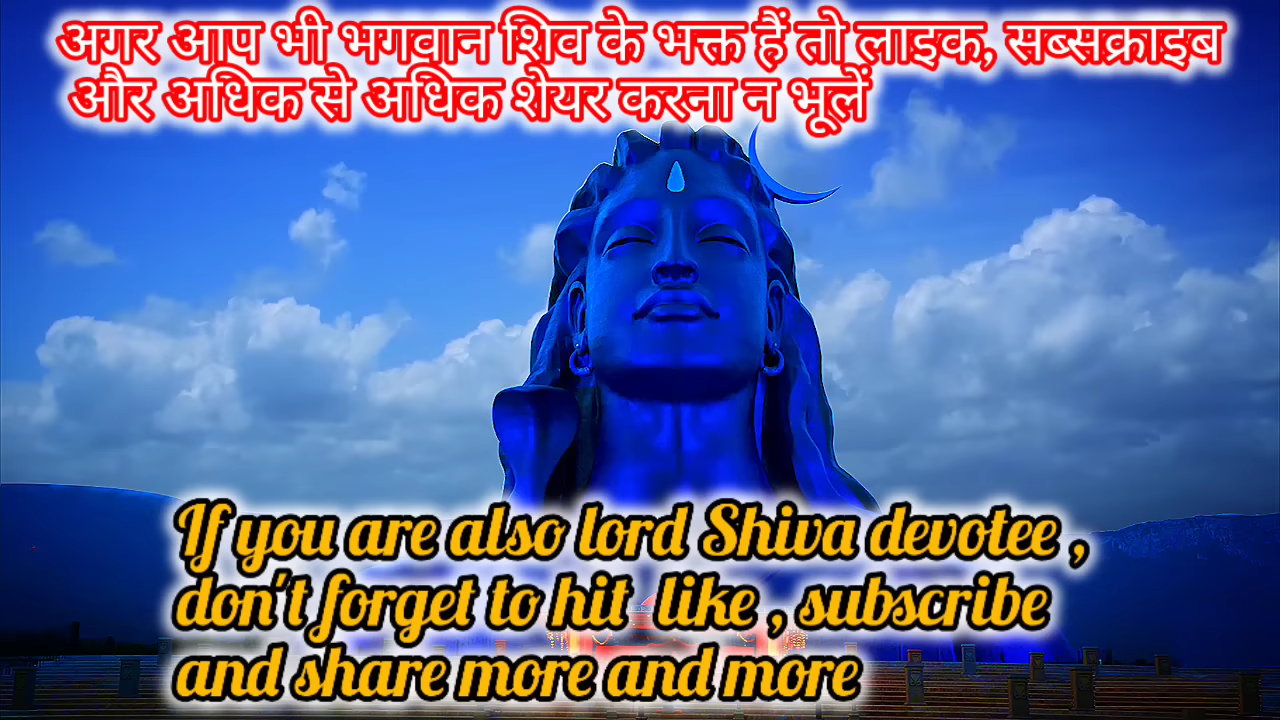 अगर आप भी भगवान शिव के भक्त हैं तो लाइक, सब्सक्राइब
और अधिक से अधिक शेयर करना न भूलें
If you are also lord Shiva devotee ,
don't forget to hit like , subscribe
and share more and more